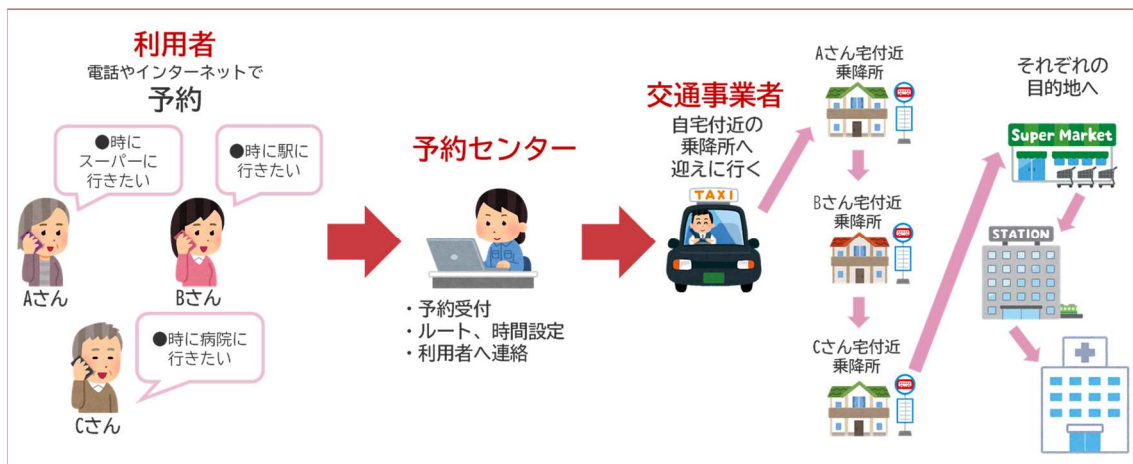 利用者
電話やインターネットで
予約
●時に
スーパーに
行きたい
●時に駅に
行きたい
Aさん
Bさん
●時に病院に
行きたい
Cさん
予約センター
・予約受付
・ルート、時間設定
・利用者へ連絡
交通事業者
自宅付近の
乗降所へ
迎えに行く
TAXI
Aさん宅付近
乗降所
Bさん宅付近
乗降所
Cさん宅付近
乗降所
それぞれの
目的地へ
Super Market
STATION